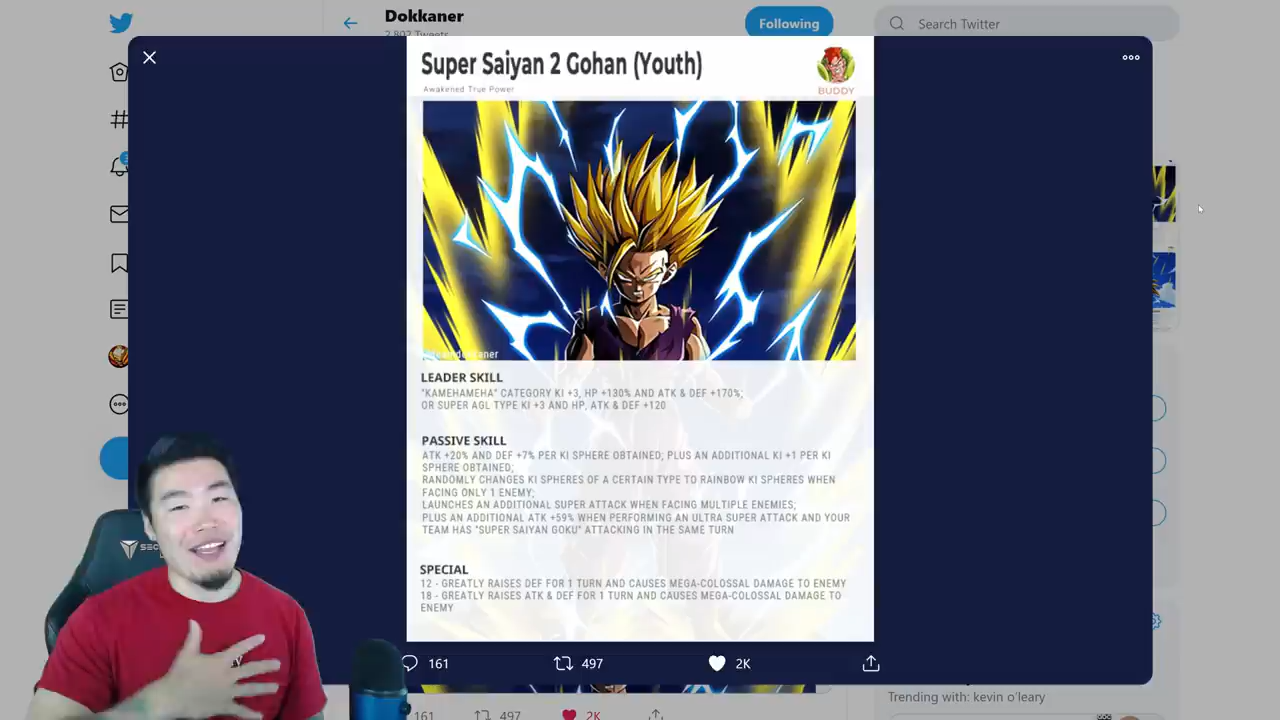 Dokkaner
2,802 Tweets
Following
Search Twitter
Super Saiyan 2 Gohan (Youth)
Awakened True Power
BUDDY
LEADER SKILL
"KAMEHAMEHA" CATEGORY KI +3, HP +130% AND ATK & DEF +170%;
OR SUPER AGL TYPE KI +3 AND HP, ATK & DEF +120
PASSIVE SKILL
ATK +20% AND DEF +7% PER KI SPHERE OBTAINED; PLUS AN ADDITIONAL KI +1 PER KI
SPHERE OBTAINED;
RANDOMLY CHANGES KI SPHERES OF A CERTAIN TYPE TO RAINBOW KI SPHERES WHEN
FACING ONLY 1 ENEMY;
LAUNCHES AN ADDITIONAL SUPER ATTACK WHEN FACING MULTIPLE ENEMIES;
PLUS AN ADDITIONAL ATK +59% WHEN PERFORMING AN ULTRA SUPER ATTACK AND YOUR
TEAM HAS "SUPER SAIYAN GOKU" ATTACKING IN THE SAME TURN
SPECIAL
12 - GREATLY RAISES DEF FOR 1 TURN AND CAUSES MEGA-COLOSSAL DAMAGE TO ENEMY
18 - GREATLY RAISES ATK & DEF FOR 1 TURN AND CAUSES MEGA-COLOSSAL DAMAGE TO
ENEMY
161
497
2K
Trending with: kevin o'leary
161
497
2K